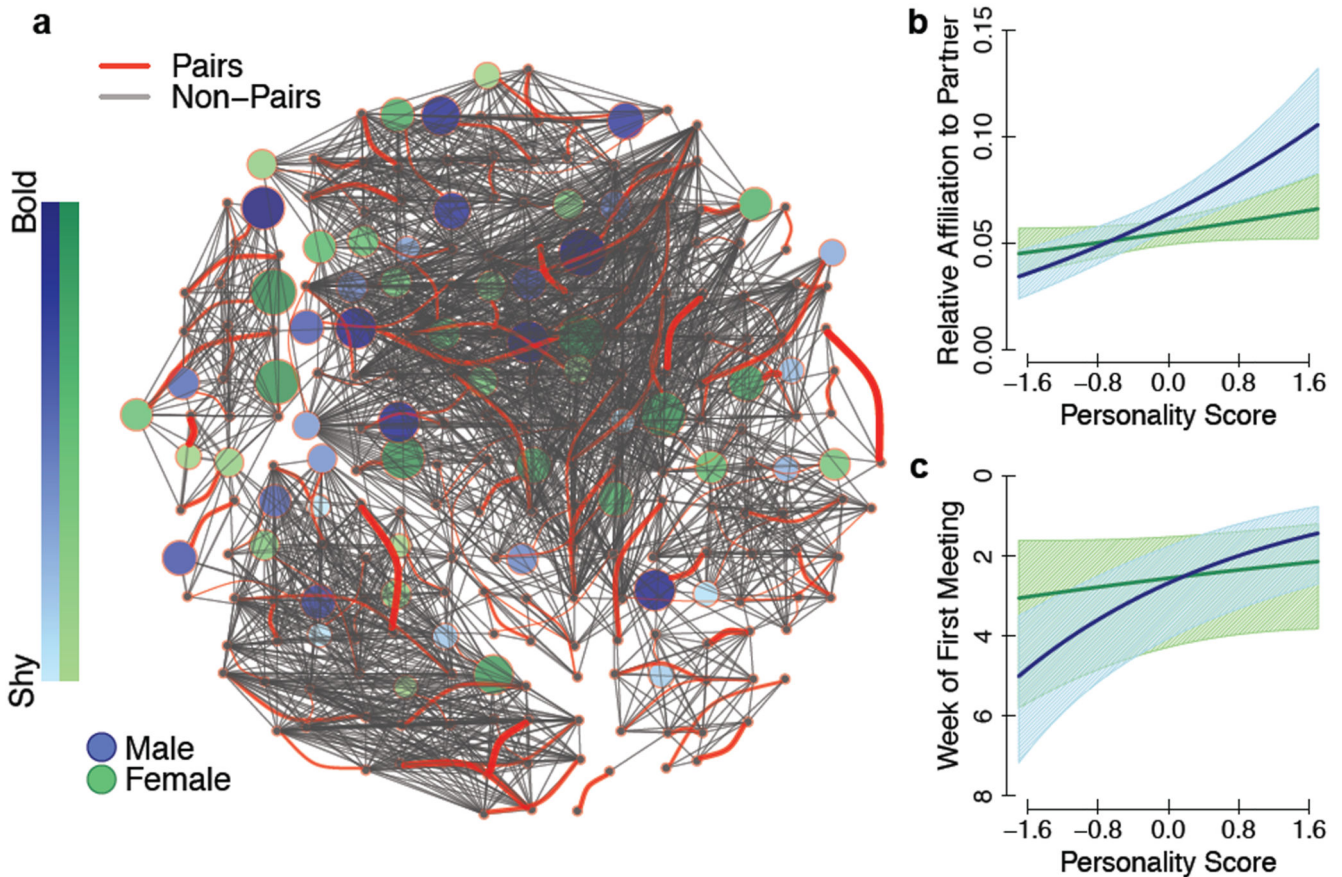 a
Pairs
Non-Pairs
Bold
Shy
Male
Female
b
Relative Affiliation to Partner
0.15
0.10
0.05
0.00
-1.6 -0.8 0.0 0.8 1.6
Personality Score
c
Week of First Meeting
0
2
4
6
8
-1.6 -0.8 0.0 0.8 1.6
Personality Score